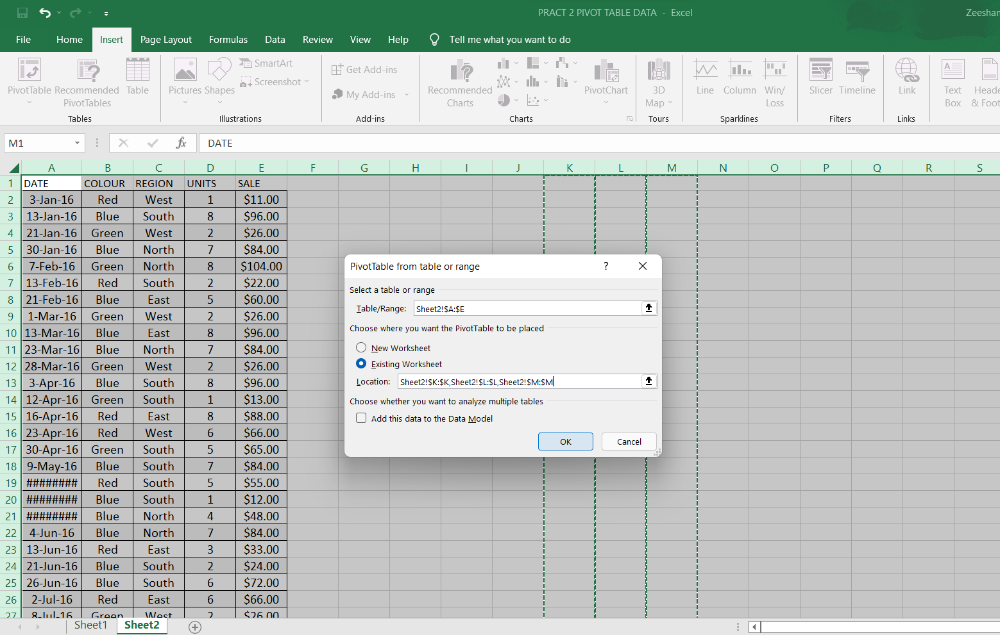 PRACT 2 PIVOT TABLE DATA - Excel
Zeeshan
File Home Insert Page Layout Formulas Data Review View Help Tell me what you want to do
PivotTable
Recommended PivotTables
Table
Tables
Pictures
Shapes
SmartArt
Screenshot
Illustrations
Get Add-ins
My Add-ins
Add-ins
Recommended Charts
PivotChart
Charts
3D Map
Tours
Line
Column
Win/ Loss
Sparklines
Slicer
Timeline
Filters
Link
Links
A
Text Box
Heade & Foot
M1 fx DATE
A B C D E F G H I J K L M N O P Q R S
1 DATE COLOUR REGION UNITS SALE
2 3-Jan-16 Red West 1 $11.00
3 13-Jan-16 Blue South 8 $96.00
4 21-Jan-16 Green West 2 $26.00
5 30-Jan-16 Blue North 7 $84.00
6 7-Feb-16 Green North 8 $104.00
7 13-Feb-16 Red South 2 $22.00
8 21-Feb-16 Blue East 5 $60.00
9 1-Mar-16 Green West 2 $26.00
10 13-Mar-16 Blue East 8 $96.00
11 23-Mar-16 Blue North 7 $84.00
12 28-Mar-16 Green West 2 $26.00
13 3-Apr-16 Blue South 8 $96.00
14 12-Apr-16 Green South 1 $13.00
15 16-Apr-16 Red East 8 $88.00
16 23-Apr-16 Red West 6 $66.00
17 30-Apr-16 Green South 5 $65.00
18 9-May-16 Blue South 7 $84.00
19 ######## Red South 5 $55.00
20 ######## Blue South 1 $12.00
21 ######## Blue North 4 $48.00
22 4-Jun-16 Blue North 7 $84.00
23 13-Jun-16 Red East 3 $33.00
24 21-Jun-16 Blue South 2 $24.00
25 26-Jun-16 Blue South 6 $72.00
26 2-Jul-16 Red East 6 $66.00
27 8-Jul-16 Green West 2 $26.00
PivotTable from table or range ?
Select a table or range
Table/Range: Sheet2!$A:$E
Choose where you want the PivotTable to be placed
New Worksheet
Existing Worksheet
Location: Sheet2!$K:$K,Sheet2!$L:$L,Sheet2!$M:$M
Choose whether you want to analyze multiple tables
Add this data to the Data Model
OK Cancel
Sheet1 Sheet2